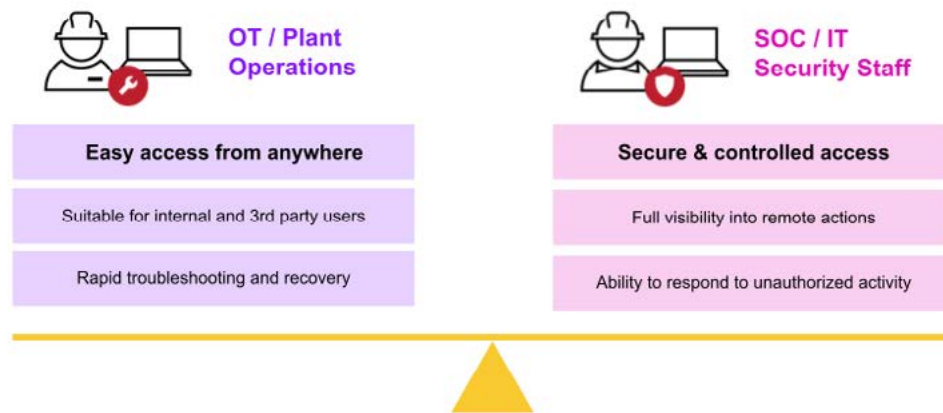 OT / Plant
Operations
Easy access from anywhere
Suitable for internal and 3rd party users
Rapid troubleshooting and recovery
SOC / IT
Security Staff
Secure & controlled access
Full visibility into remote actions
Ability to respond to unauthorized activity